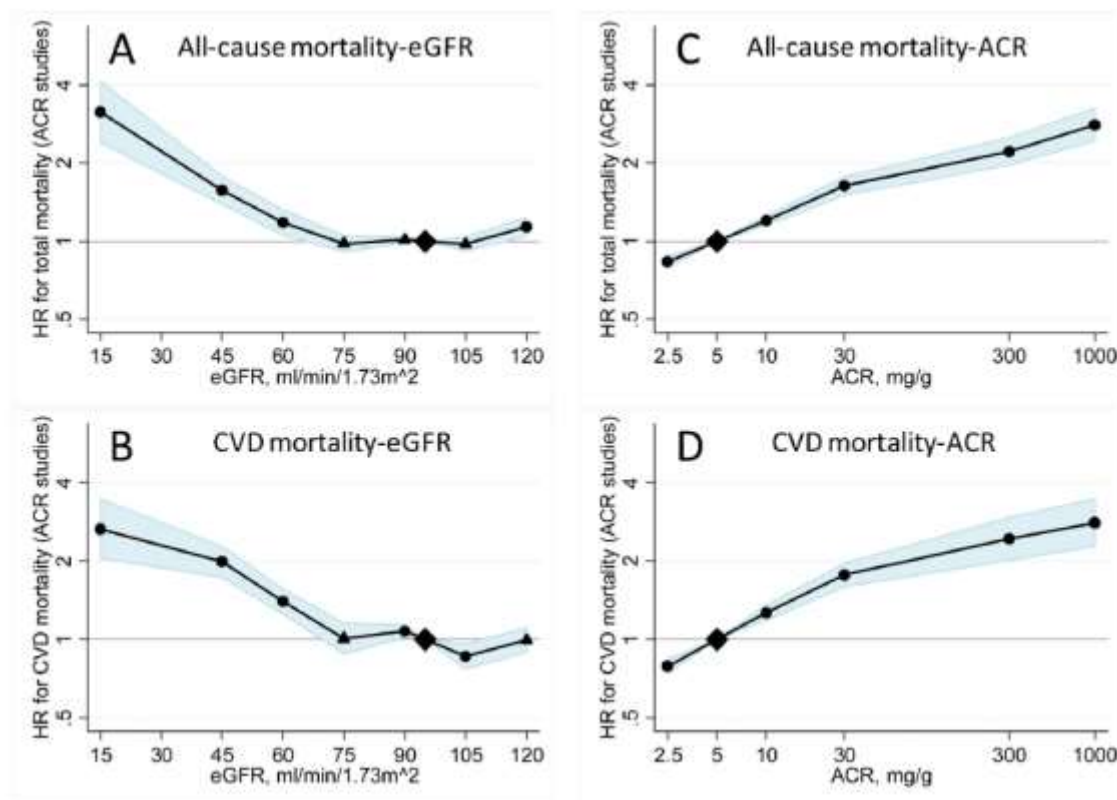 A All-cause mortality-eGFR
HR for total mortality (ACR studies)
4
2
1
.5
15 30 45 60 75 90 105 120
eGFR, ml/min/1.73m^2
C All-cause mortality-ACR
HR for total mortality (ACR studies)
4
2
1
.5
2.5 5 10 30 300 1000
ACR, mg/g
B CVD mortality-eGFR
HR for CVD mortality (ACR studies)
4
2
1
.5
15 30 45 60 75 90 105 120
eGFR, ml/min/1.73m^2
D CVD mortality-ACR
HR for CVD mortality (ACR studies)
4
2
1
.5
2.5 5 10 30 300 1000
ACR, mg/g